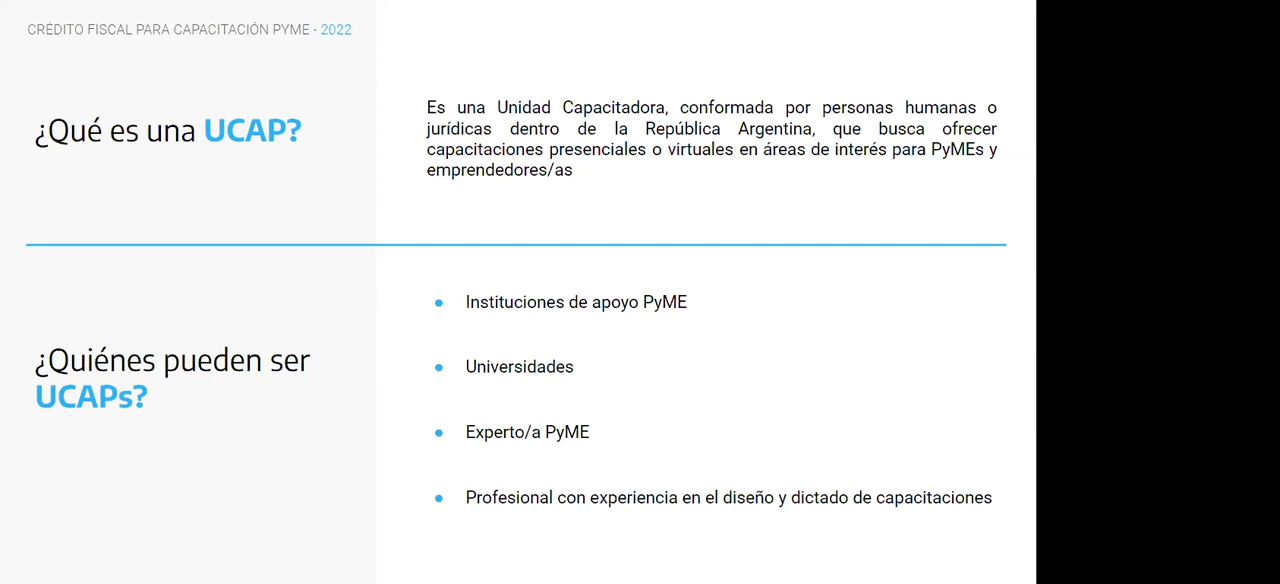 CRÉDITO FISCAL PARA CAPACITACIÓN PYME - 2022
¿Qué es una UCAP?
Es una Unidad Capacitadora, conformada por personas humanas o
jurídicas dentro de la República Argentina, que busca ofrecer
capacitaciones presenciales o virtuales en áreas de interés para PyMEs y
emprendedores/as
¿Quiénes pueden ser
UCAPs?
● Instituciones de apoyo PyME
● Universidades
● Experto/a PyME
● Profesional con experiencia en el diseño y dictado de capacitaciones